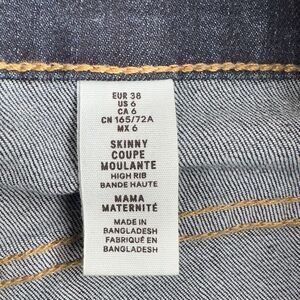 EUR 38
US 6
CA 6
CN 165/72A
MX 6
SKINNY
COUPE
MOULANTE
HIGH RIB
BANDE HAUTE
MAMA
MATERNITÉ
MADE IN
BANGLADESH
FABRIQUÉ EN
BANGLADESH